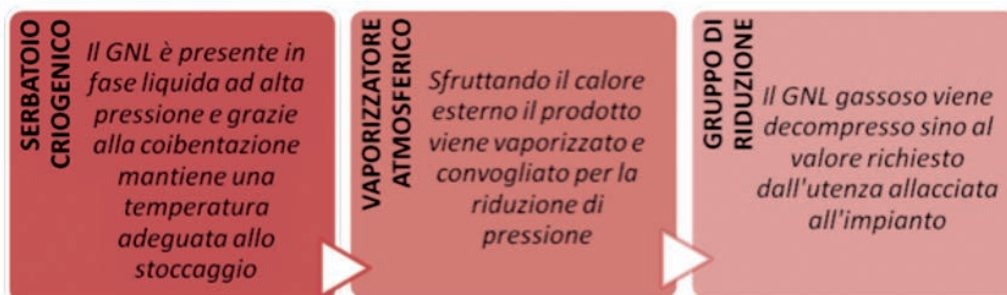 SERBATOIO
CRIOGENICO
Il GNL è presente in
fase liquida ad alta
pressione e grazie
alla coibentazione
mantiene una
temperatura
adeguata allo
stoccaggio
VAPORIZZATORE
ATMOSFERICO
Sfruttando il calore
esterno il prodotto
viene vaporizzato e
convogliato per la
riduzione di
pressione
GRUPPO DI
RIDUZIONE
Il GNL gassoso viene
decompresso sino al
valore richiesto
dall'utenza allacciata
all'impianto